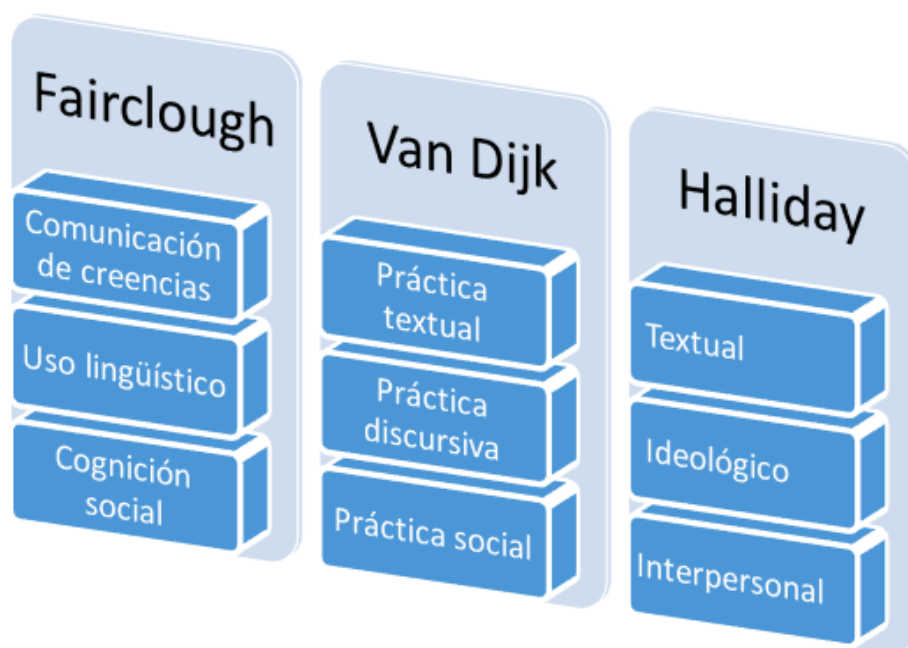 Fairclough
Comunicación
de creencias
Uso lingüístico
Cognición
social
Van Dijk
Práctica
textual
Práctica
discursiva
Práctica social
Halliday
Textual
Ideológico
Interpersonal